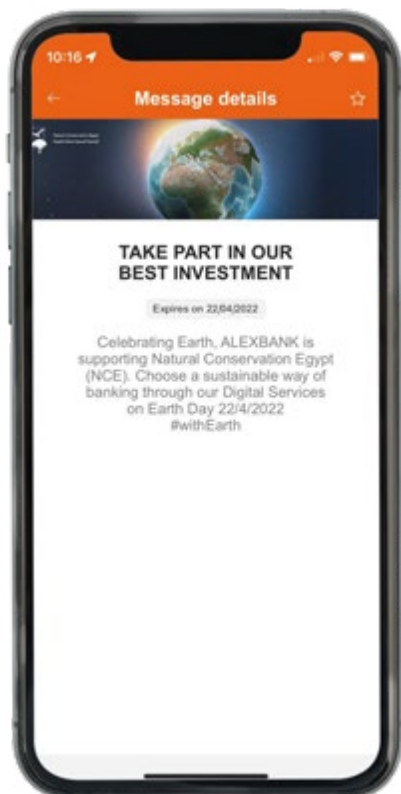 10:16
Message details
TAKE PART IN OUR
BEST INVESTMENT
Expires on 22/04/2022
Celebrating Earth, ALEXBANK is
supporting Natural Conservation Egypt
(NCE). Choose a sustainable way of
banking through our Digital Services
on Earth Day 22/4/2022
#withEarth